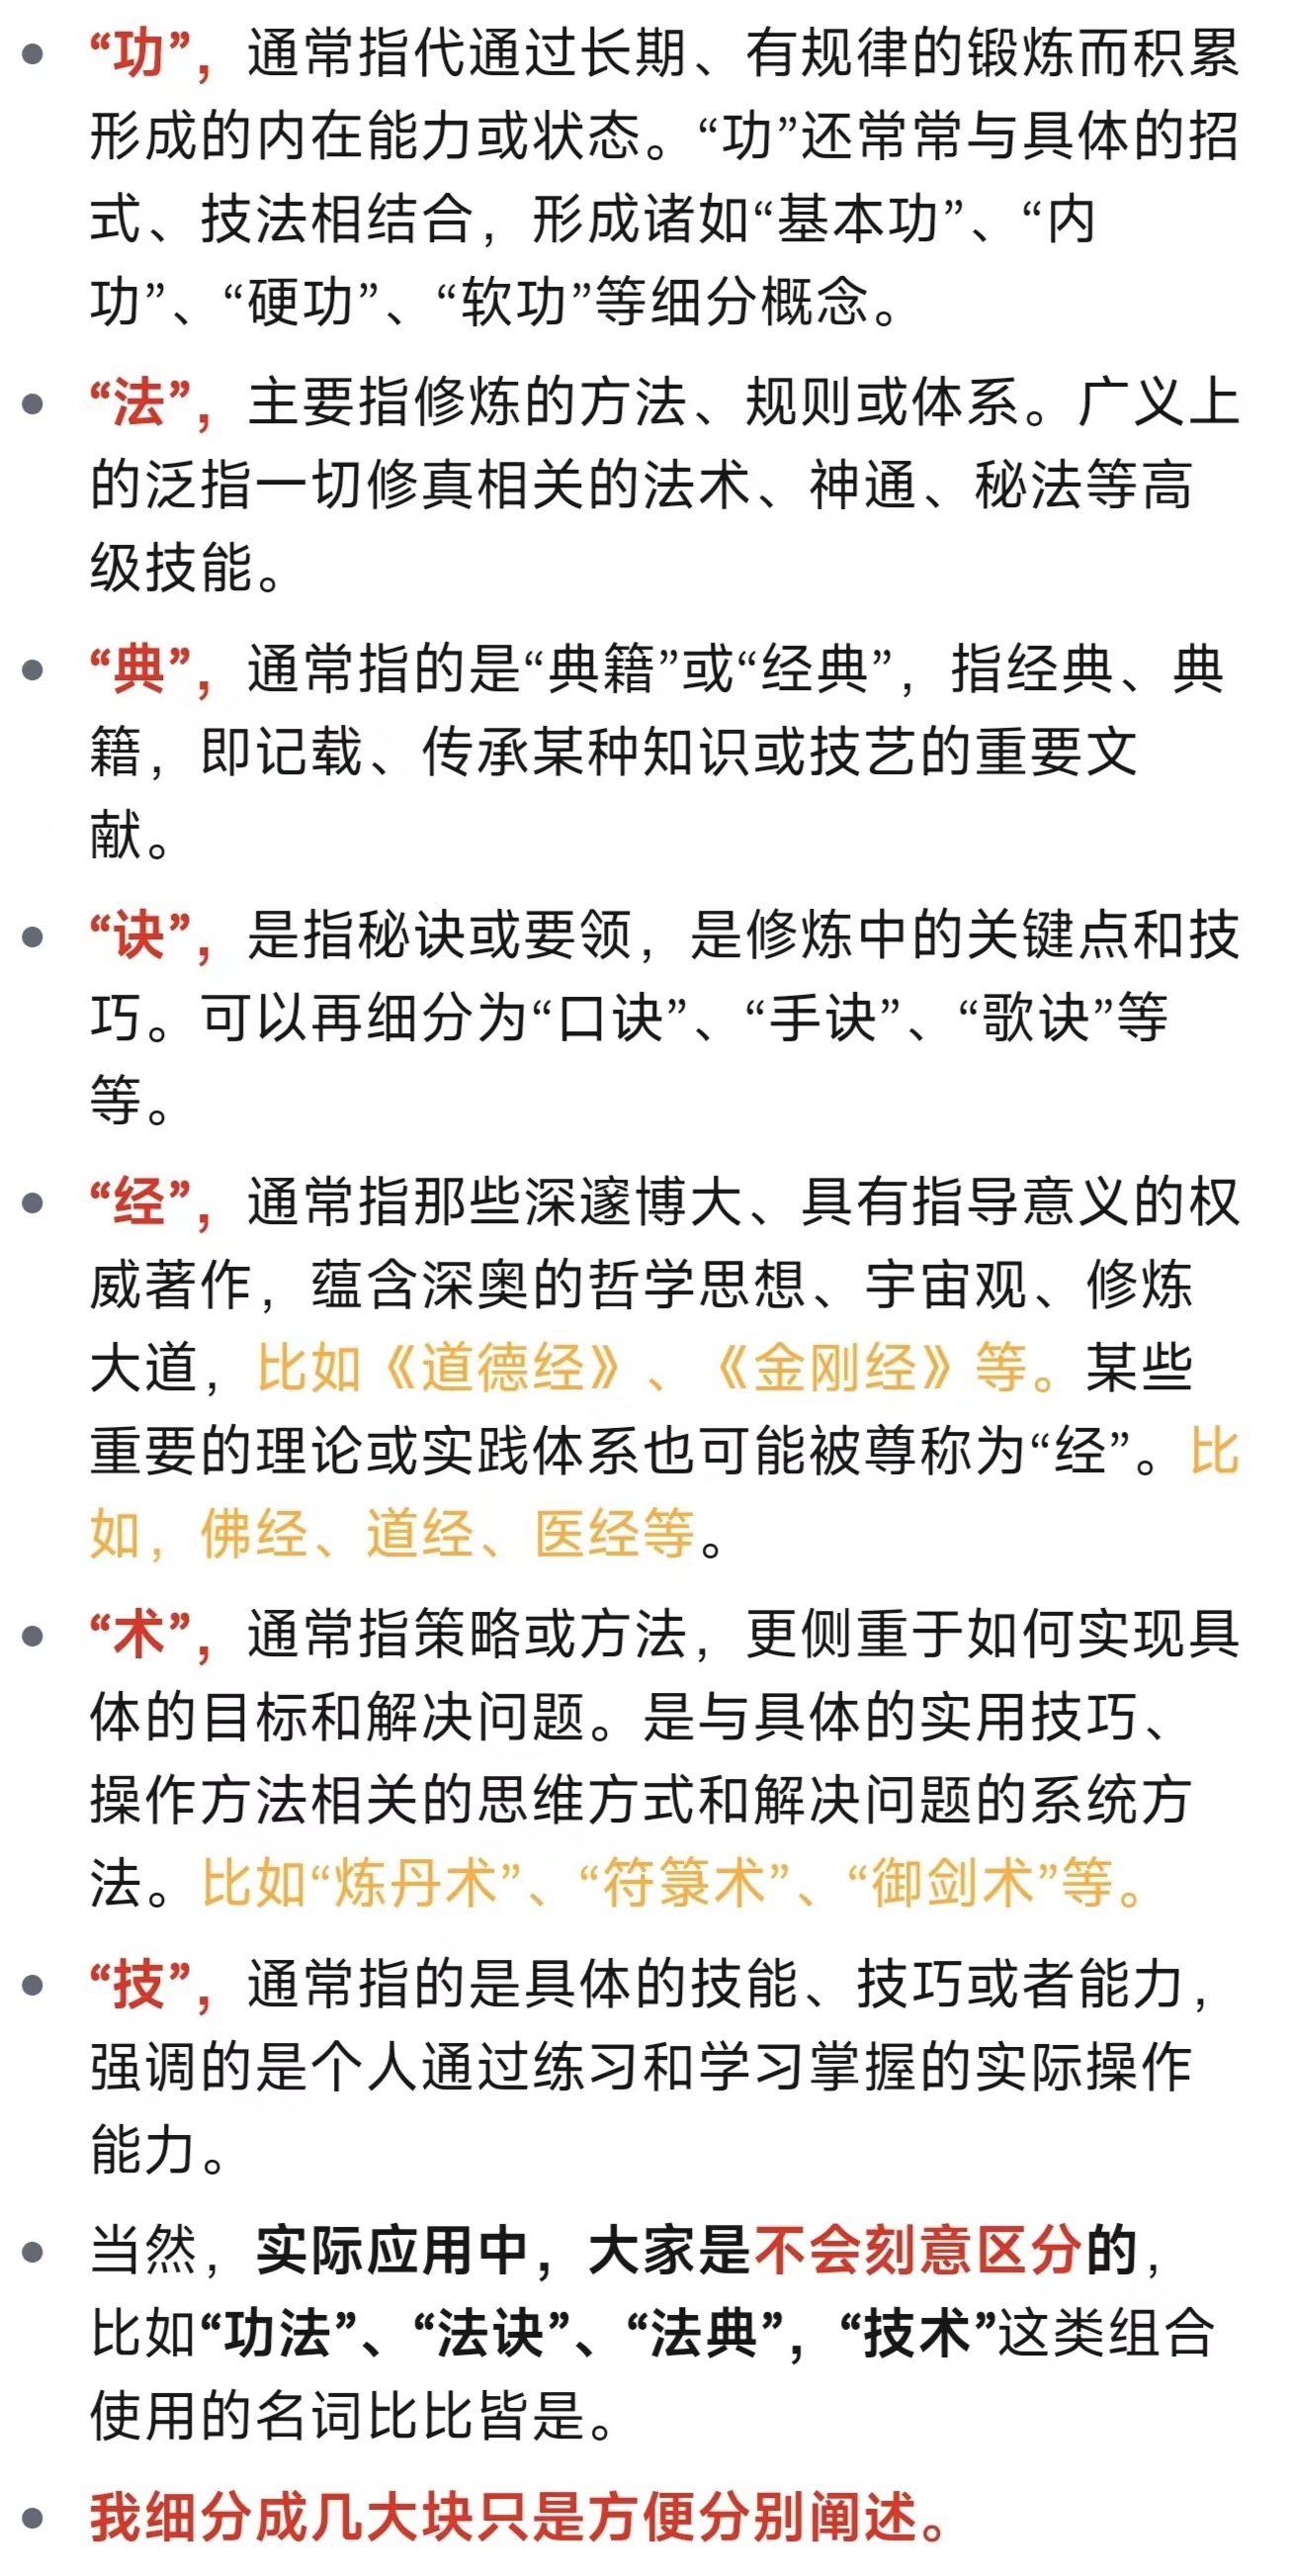 “功”，通常指代通过长期、有规律的锻炼而积累
形成的内在能力或状态。“功”还常常与具体的招
式、技法相结合，形成诸如“基本功”、“内
功”、“硬功”、“软功”等细分概念。
“法”，主要指修炼的方法、规则或体系。广义上
的泛指一切修真相关的法术、神通、秘法等高
级技能。
“典”，通常指的是“典籍”或“经典”，指经典、典
籍，即记载、传承某种知识或技艺的重要文
献。
“诀”，是指秘诀或要领，是修炼中的关键点和技
巧。可以再细分为“口诀”、“手诀”、“歌诀”等
等。
“经”，通常指那些深邃博大、具有指导意义的权
威著作，蕴含深奥的哲学思想、宇宙观、修炼
大道，比如《道德经》、《金刚经》等。某些
重要的理论或实践体系也可能被尊称为“经”。比
如，佛经、道经、医经等。
“术”，通常指策略或方法，更侧重于如何实现具
体的目标和解决问题。是与具体的实用技巧、
操作方法相关的思维方式和解决问题的系统方
法。比如“炼丹术”、“符箓术”、“御剑术”等。
“技”，通常指的是具体的技能、技巧或者能力，
强调的是个人通过练习和学习掌握的实际操作
能力。
当然，实际应用中，大家是不会刻意区分的，
比如“功法”、“法诀”、“法典”，“技术”这类组合
使用的名词比比皆是。
我细分成几大块只是方便分别阐述。